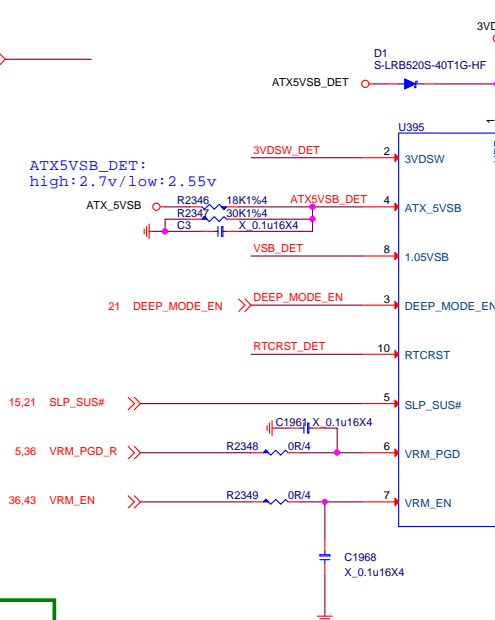 3VD
D1
S-LRB520S-40T1G-HF
ATX5VSB_DET
U395
1
3VDSW_DET 2 3VDSW
ATX5VSB_DET:
high:2.7v/low:2.55v
R2346 18K1%4 ATX5VSB_DET 4
ATX_5VSB ATX_5VSB
R2347 30K1%4
C3 X_0.1u16X4
VSB_DET 8 1.05VSB
21 DEEP_MODE_EN DEEP_MODE_EN 3 DEEP_MODE_EN
RTCRST_DET 10 RTCRST
15,21 SLP_SUS# 5 SLP_SUS#
C1961 X_0.1u16X4
5,36 VRM_PGD_R R2348 0R/4 6 VRM_PGD
36,43 VRM_EN R2349 0R/4 7 VRM_EN
C1968
X_0.1u16X4